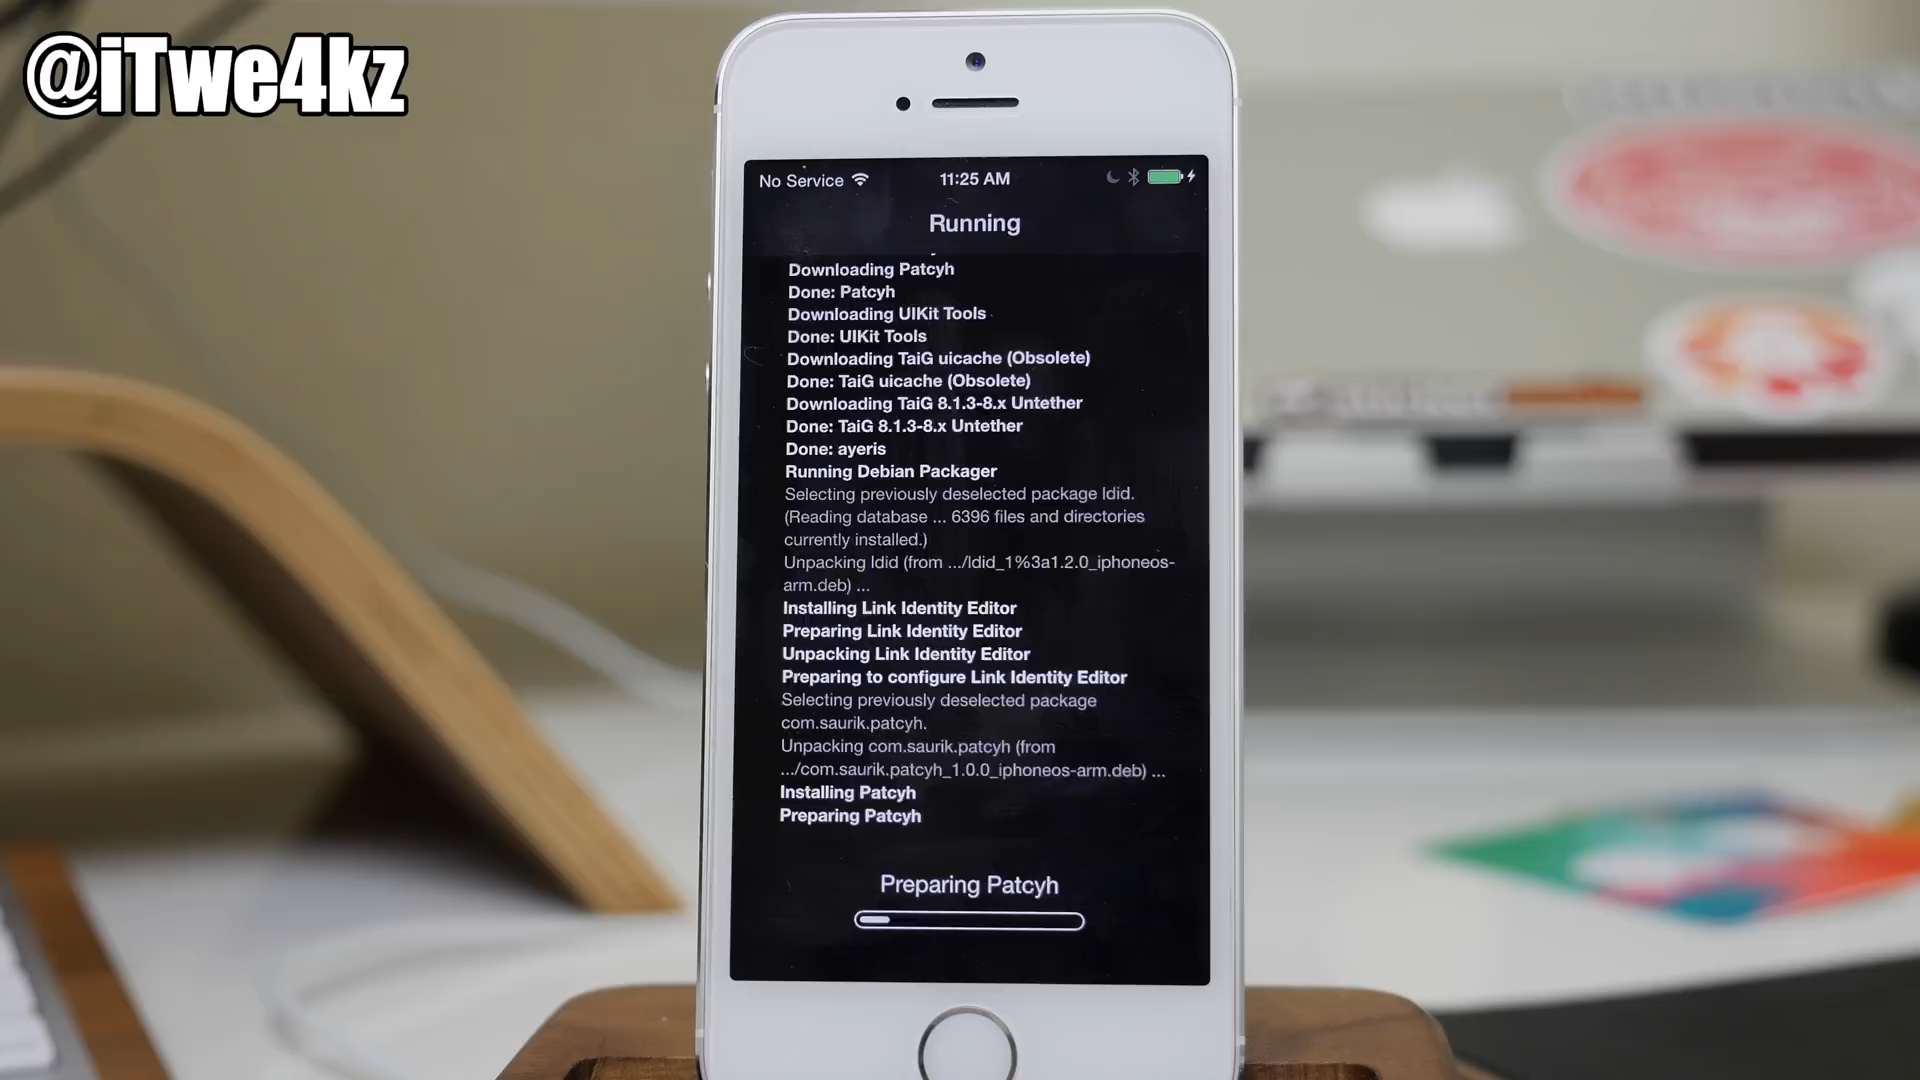 @iTwe4kz
No Service
11:25 AM
Running
Downloading Patcyh
Done: Patcyh
Downloading UIKit Tools
Done: UIKit Tools
Downloading TaiG uicache (Obsolete)
Done: TaiG uicache (Obsolete)
Downloading TaiG 8.1.3-8.x Untether
Done: TaiG 8.1.3-8.x Untether
Done: ayeris
Running Debian Packager
Selecting previously deselected package ldid.
(Reading database ... 6396 files and directories
currently installed.)
Unpacking ldid (from .../ldid_1%3a1.2.0_iphoneos-
arm.deb) ...
Installing Link Identity Editor
Preparing Link Identity Editor
Unpacking Link Identity Editor
Preparing to configure Link Identity Editor
Selecting previously deselected package
com.saurik.patcyh.
Unpacking com.saurik.patcyh (from
.../com.saurik.patcyh_1.0.0_iphoneos-arm.deb) ...
Installing Patcyh
Preparing Patcyh
Preparing Patcyh